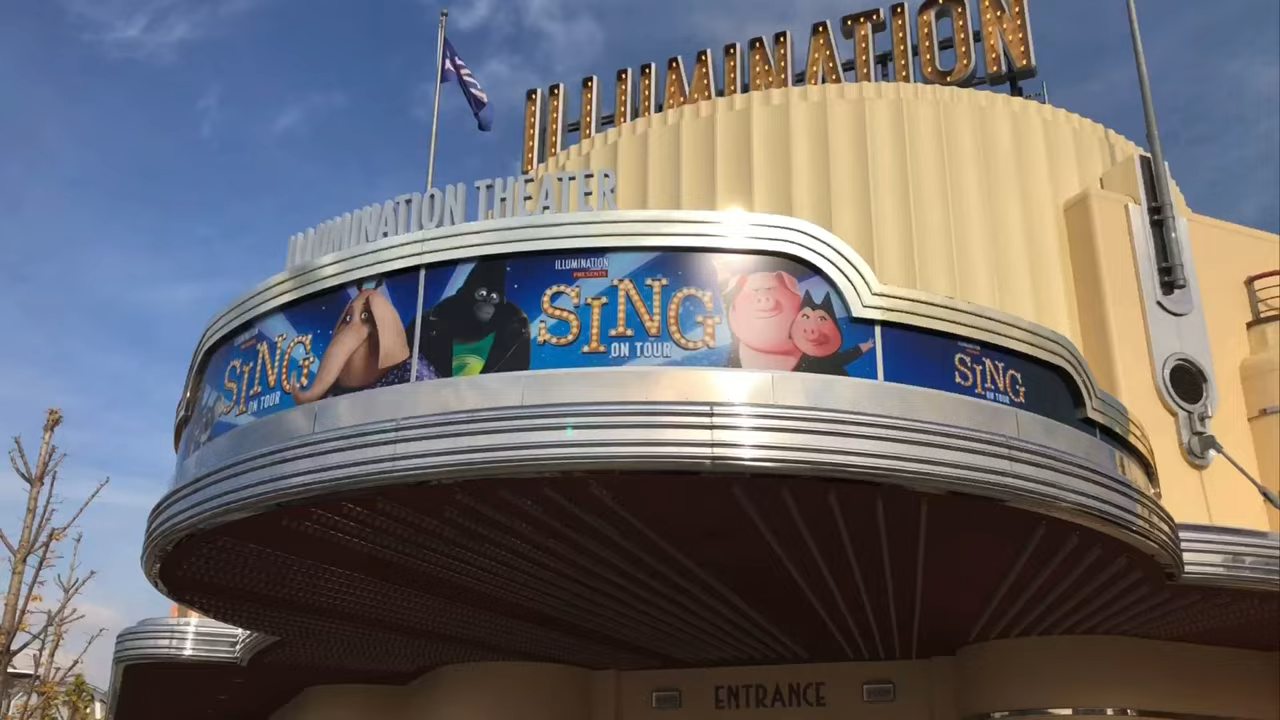 ILLUMINATION
ILLUMINATION THEATER
SING
ON TOUR
ILLUMINATION
PRESENTS
SING
ON TOUR
SING
ON TOUR
ENTRANCE